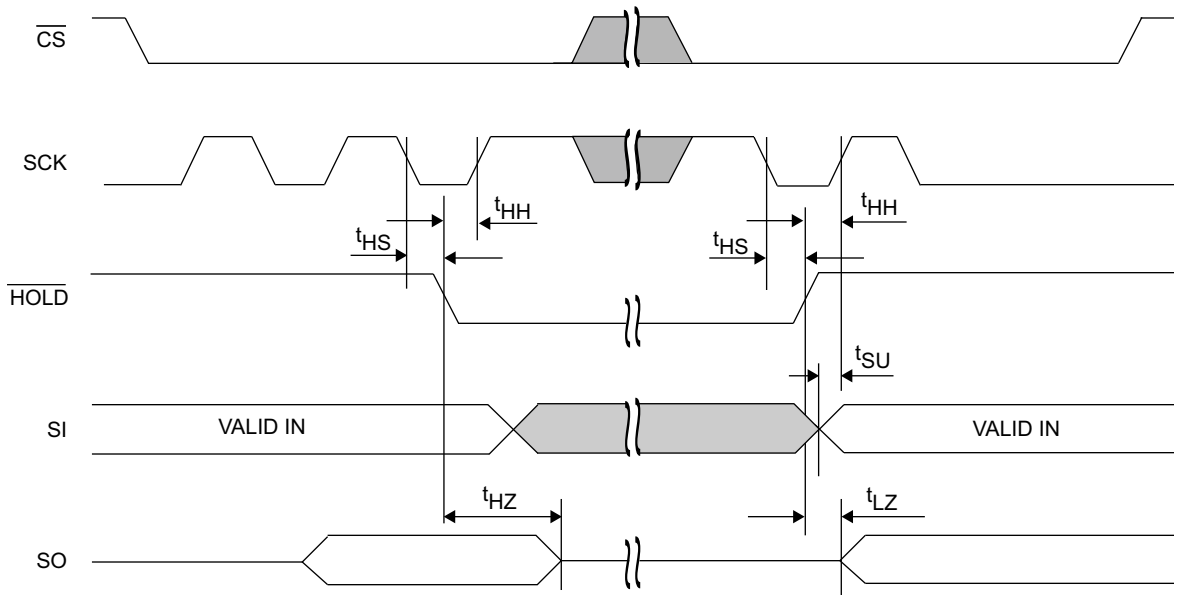 CS
SCK
tHH
tHH
tHS
tHS
HOLD
tSU
SI
VALID IN
VALID IN
tHZ
tLZ
SO